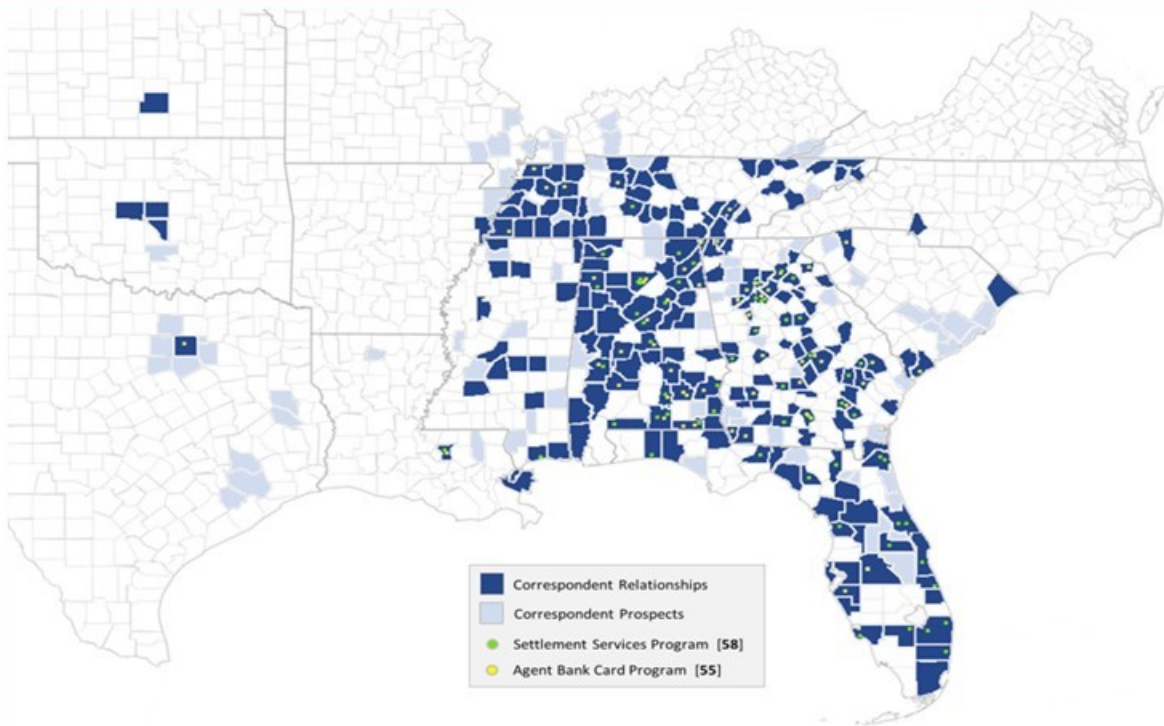 Correspondent Relationships
Correspondent Prospects
Settlement Services Program [58]
Agent Bank Card Program [55]